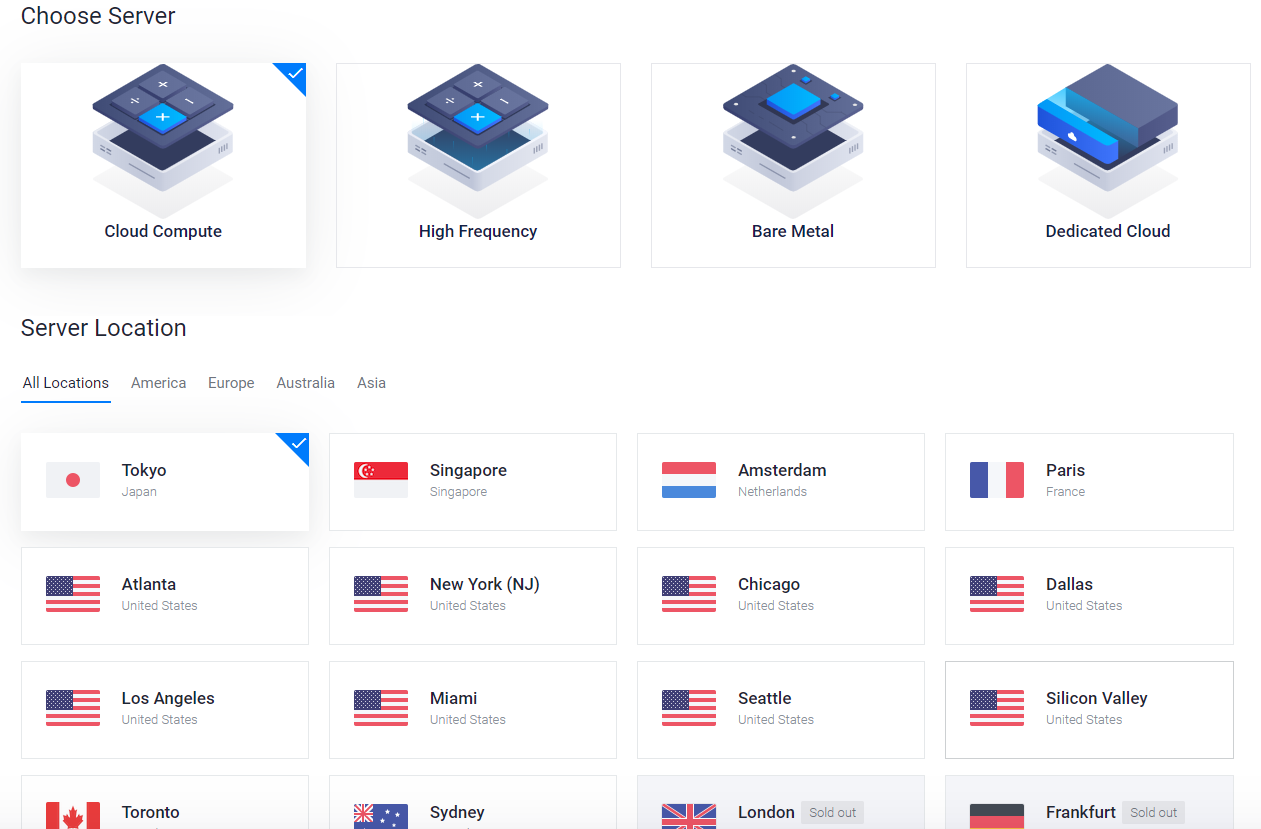 Choose Server
Cloud Compute
High Frequency
Bare Metal
Dedicated Cloud
Server Location
All Locations America Europe Australia Asia
Tokyo
Japan
Singapore
Singapore
Amsterdam
Netherlands
Paris
France
Atlanta
United States
New York (NJ)
United States
Chicago
United States
Dallas
United States
Los Angeles
United States
Miami
United States
Seattle
United States
Silicon Valley
United States
Toronto
Sydney
London Sold out
Frankfurt Sold out